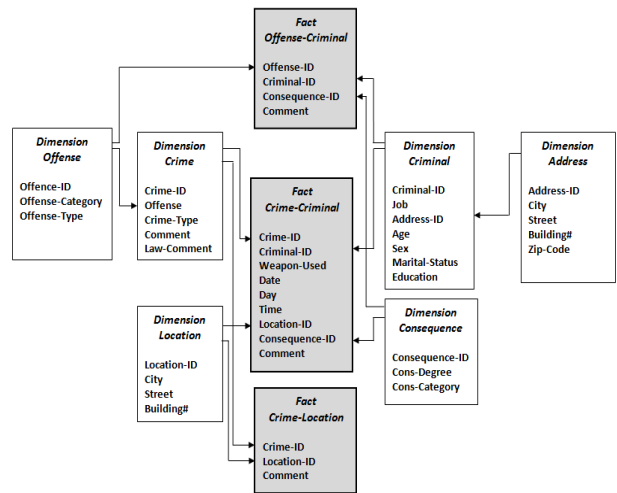 Fact
Offense-Criminal
Offense-ID
Criminal-ID
Consequence-ID
Comment
Dimension
Offense
Offence-ID
Offense-Category
Offense-Type
Dimension
Crime
Crime-ID
Offense
Crime-Type
Comment
Law-Comment
Fact
Crime-Criminal
Crime-ID
Criminal-ID
Weapon-Used
Date
Day
Time
Location-ID
Consequence-ID
Comment
Dimension
Criminal
Criminal-ID
Job
Address-ID
Age
Sex
Marital-Status
Education
Dimension
Address
Address-ID
City
Street
Building#
Zip-Code
Dimension
Location
Location-ID
City
Street
Building#
Dimension
Consequence
Consequence-ID
Cons-Degree
Cons-Category
Fact
Crime-Location
Crime-ID
Location-ID
Comment